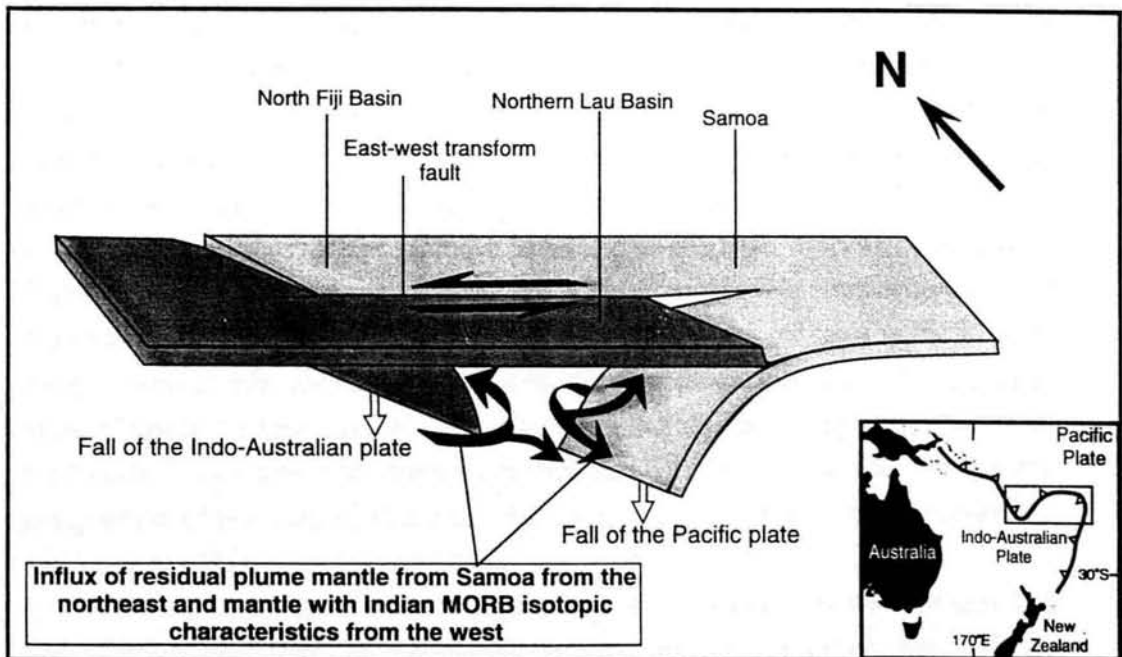 N
North Fiji Basin
Northern Lau Basin
Samoa
East-west transform
fault
Fall of the Indo-Australian plate
Fall of the Pacific plate
Influx of residual plume mantle from Samoa from the
northeast and mantle with Indian MORB isotopic
characteristics from the west
Pacific
Plate
Indo-Australian
Plate
Australia
30°S
170°E
New
Zealand